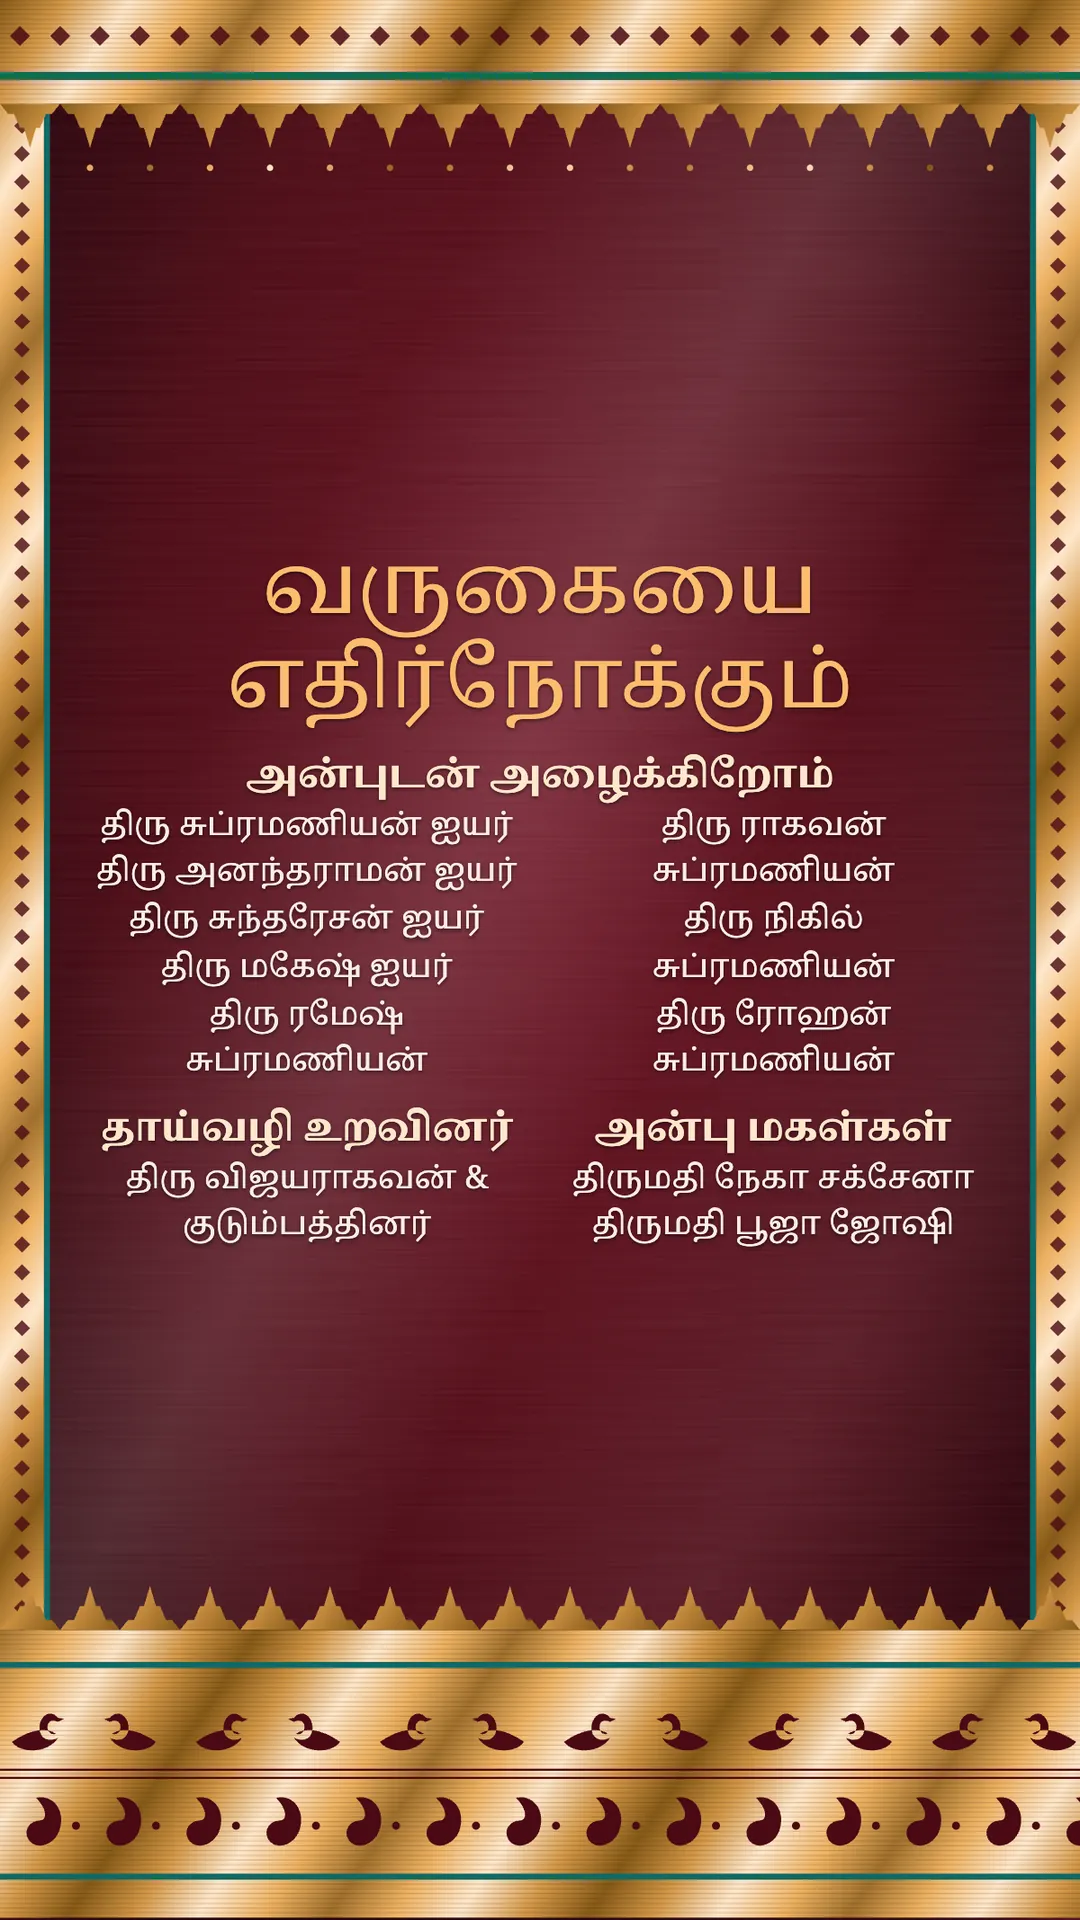 வருகையை
எதிர்நோக்கும்
அன்புடன் அழைக்கிறோம்
திரு சுப்ரமணியன் ஐயர்
திரு அனந்தராமன் ஐயர்
திரு சுந்தரேசன் ஐயர்
திரு மகேஷ் ஐயர்
திரு ரமேஷ்
சுப்ரமணியன்
திரு ராகவன்
சுப்ரமணியன்
திரு நிகில்
சுப்ரமணியன்
திரு ரோஹன்
சுப்ரமணியன்
தாய்வழி உறவினர்
திரு விஜயராகவன் &
குடும்பத்தினர்
அன்பு மகள்கள்
திருமதி நேகா சக்சேனா
திருமதி பூஜா ஜோஷி